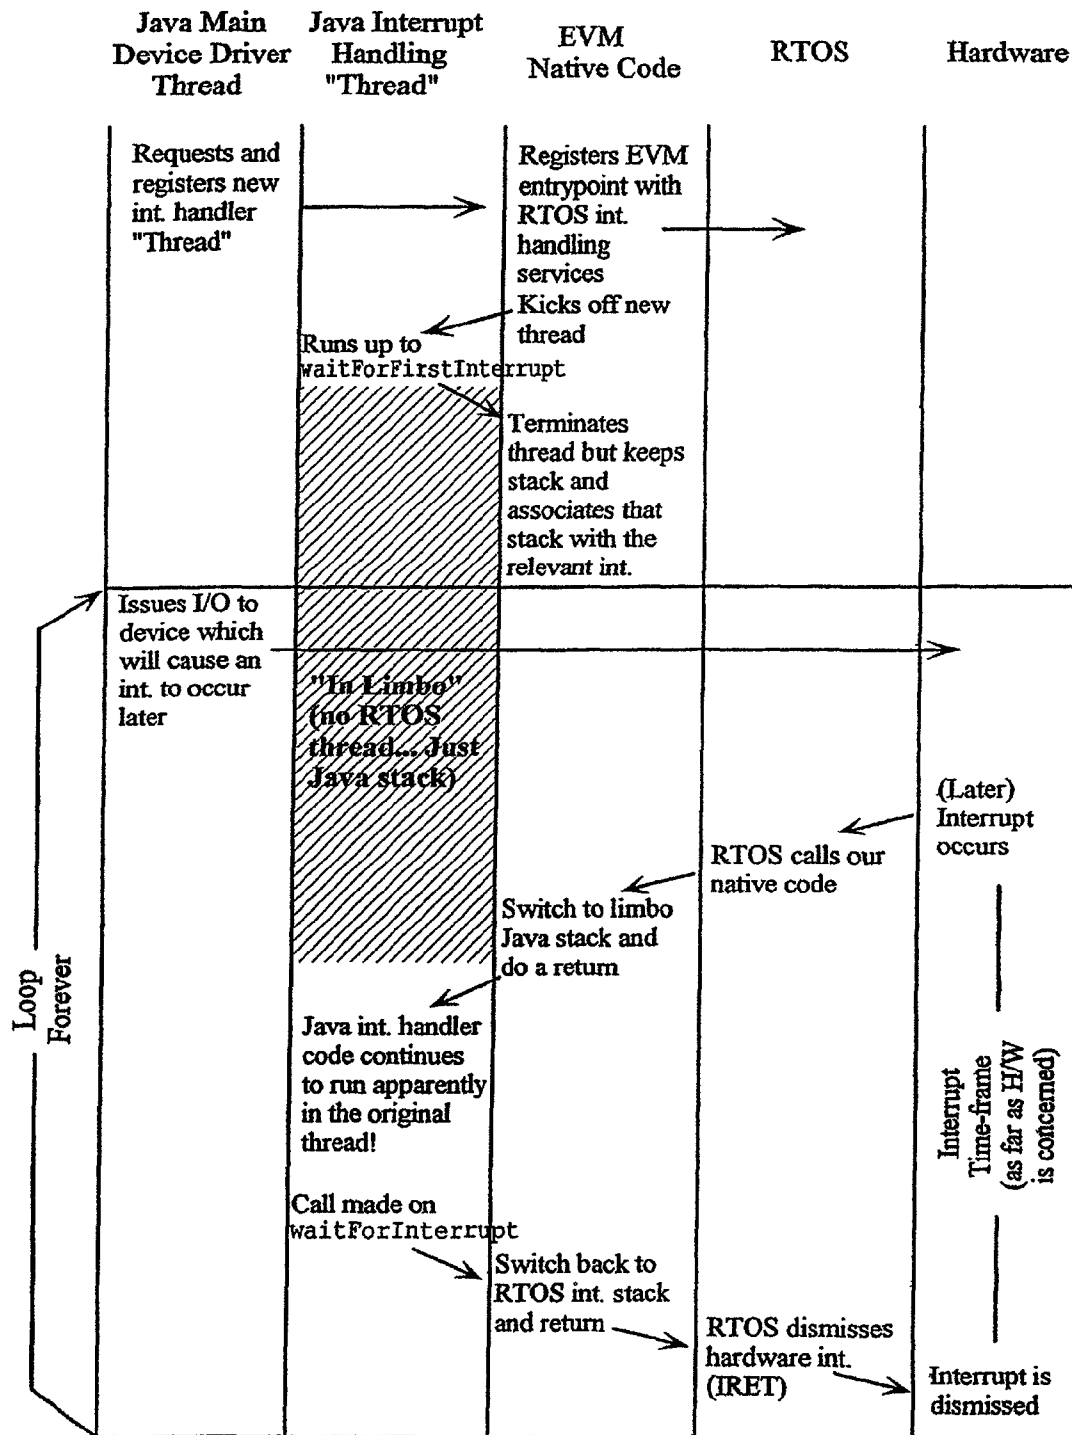 Java Main
Device Driver
Thread
Java Interrupt
Handling
"Thread"
EVM
Native Code
RTOS
Hardware
Requests and
registers new
int. handler
"Thread"
Registers EVM
entrypoint with
RTOS int.
handling
services
Kicks off new
thread
Runs up to
waitForFirstInterrupt
Terminates
thread but keeps
stack and
associates that
stack with the
relevant int.
Issues I/O to
device which
will cause an
int. to occur
later
"In Limbo"
(no RTOS
thread... Just
Java stack)
(Later)
Interrupt
occurs
RTOS calls our
native code
Switch to limbo
Java stack and
do a return
Java int. handler
code continues
to run apparently
in the original
thread!
Loop
Forever
Interrupt
Time-frame
(as far as H/W
is concerned)
Call made on
waitForInterrupt
Switch back to
RTOS int. stack
and return
RTOS dismisses
hardware int.
(IRET)
Interrupt is
dismissed